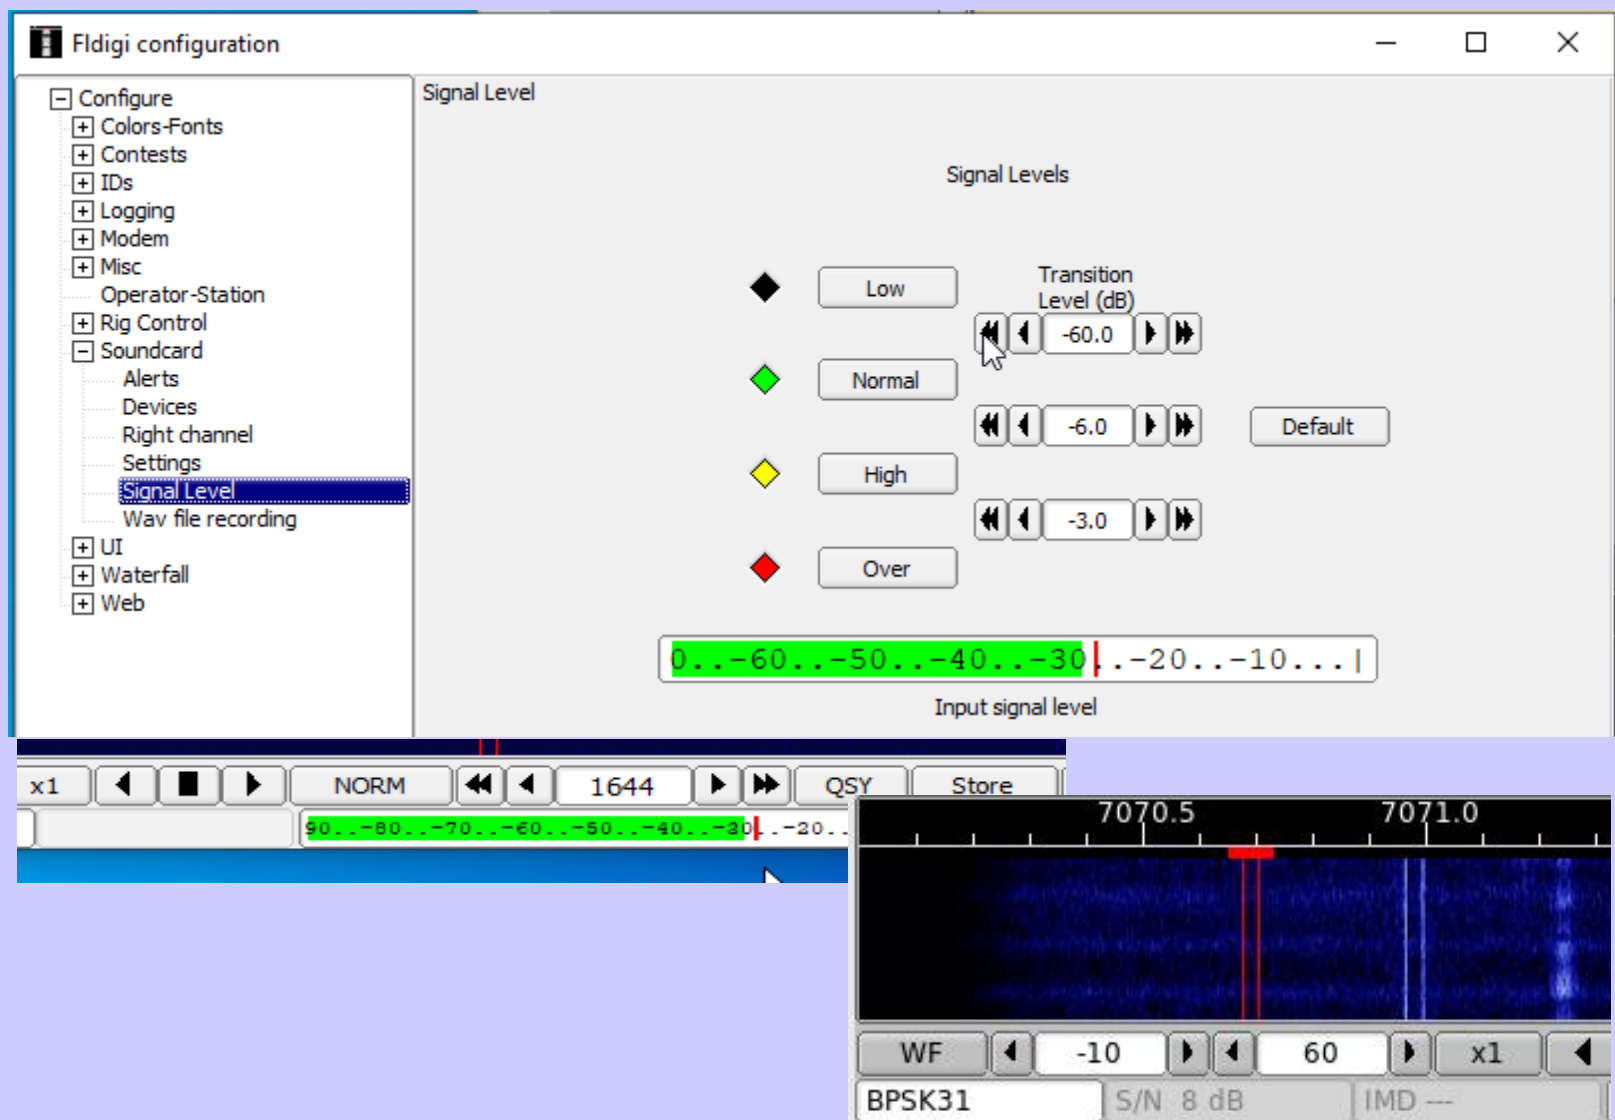 Fldigi configuration
Configure
Colors-Fonts
Contests
IDs
Logging
Modem
Misc
Operator-Station
Rig Control
Soundcard
Alerts
Devices
Right channel
Settings
Signal Level
Wav file recording
UI
Waterfall
Web
Signal Level
Signal Levels
Low
Transition
Level (dB)
-60.0
Normal
-6.0
Default
High
-3.0
Over
0..-60..-50..-40..-30..-20..-10...|
Input signal level
x1 NORM 1644 QSY Store
90..-80..-70..-60..-50..-40..-30..-20..
7070.5 7071.0
WF -10 60 x1
BPSK31 S/N 8 dB IMD ---